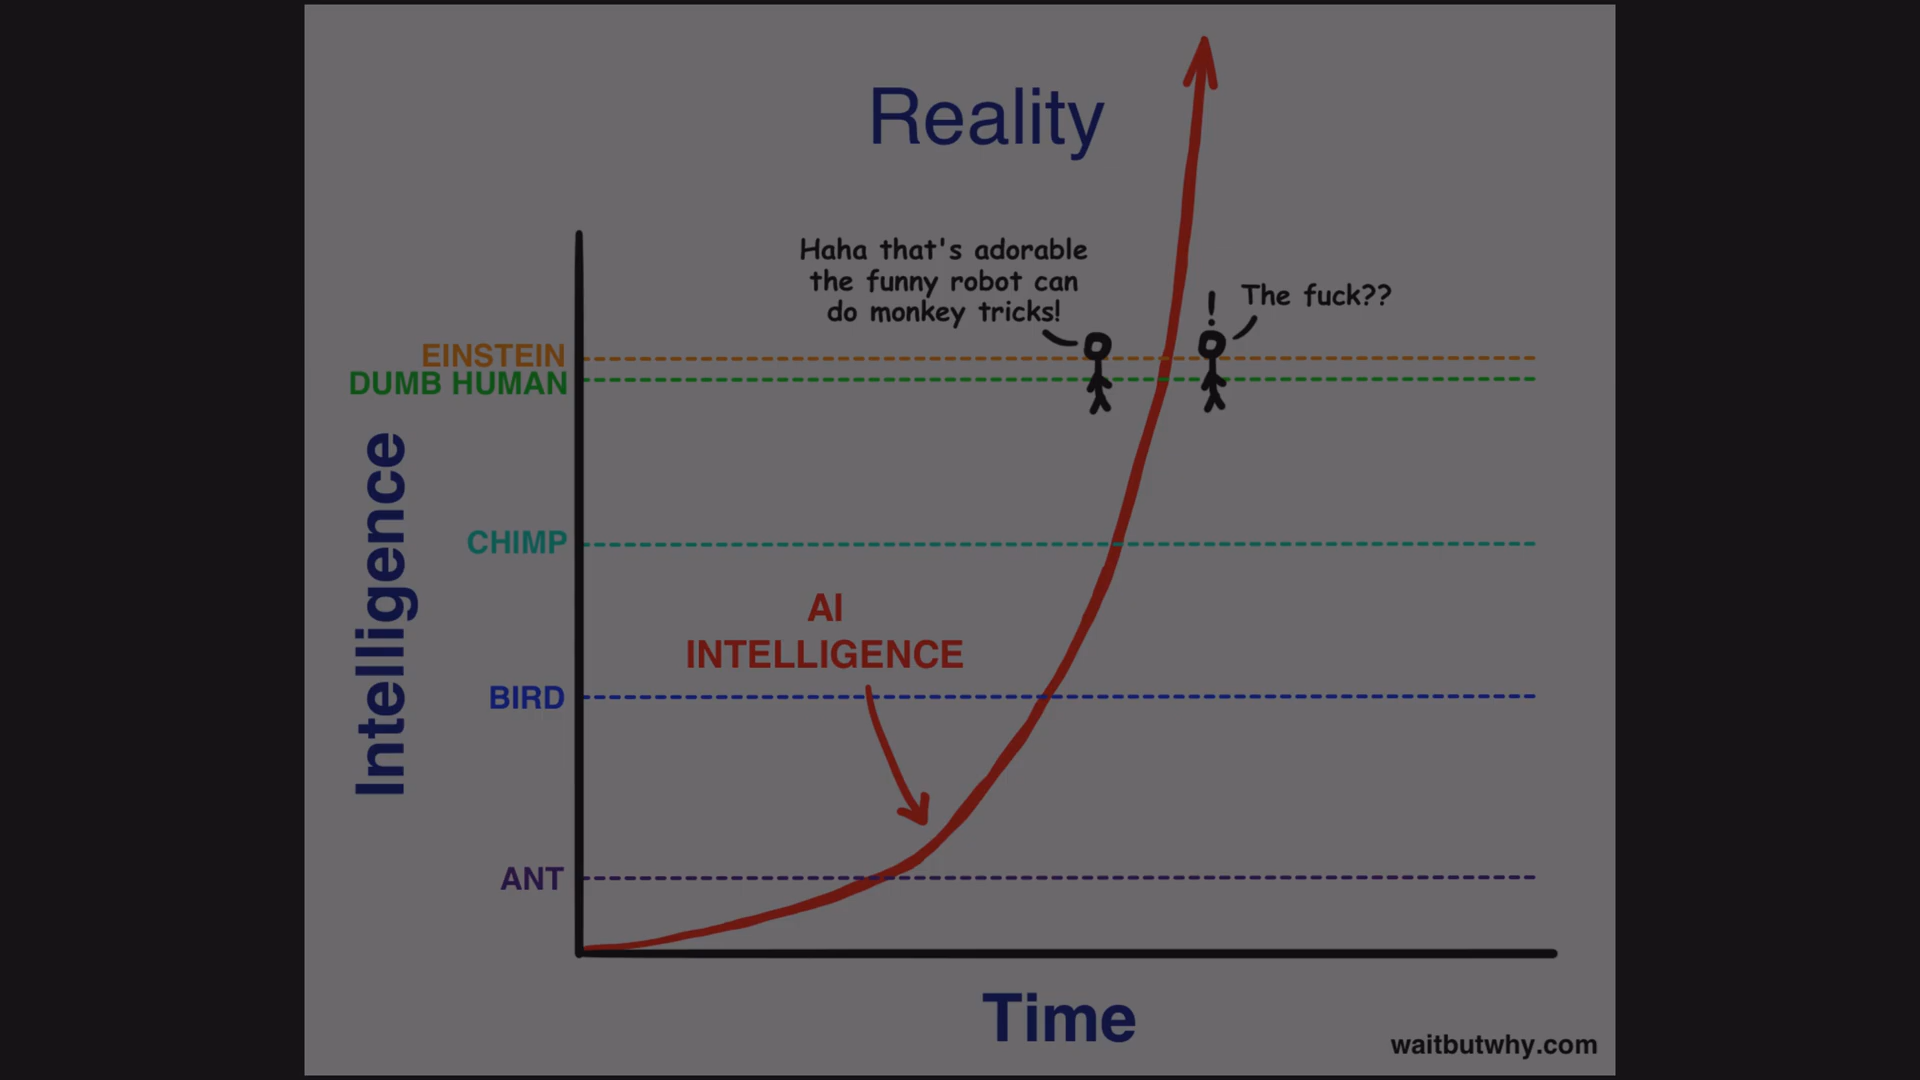 Reality
Haha that's adorable
the funny robot can
do monkey tricks!
The fuck??
EINSTEIN
DUMB HUMAN
CHIMP
AI
INTELLIGENCE
BIRD
ANT
Intelligence
Time
waitbutwhy.com